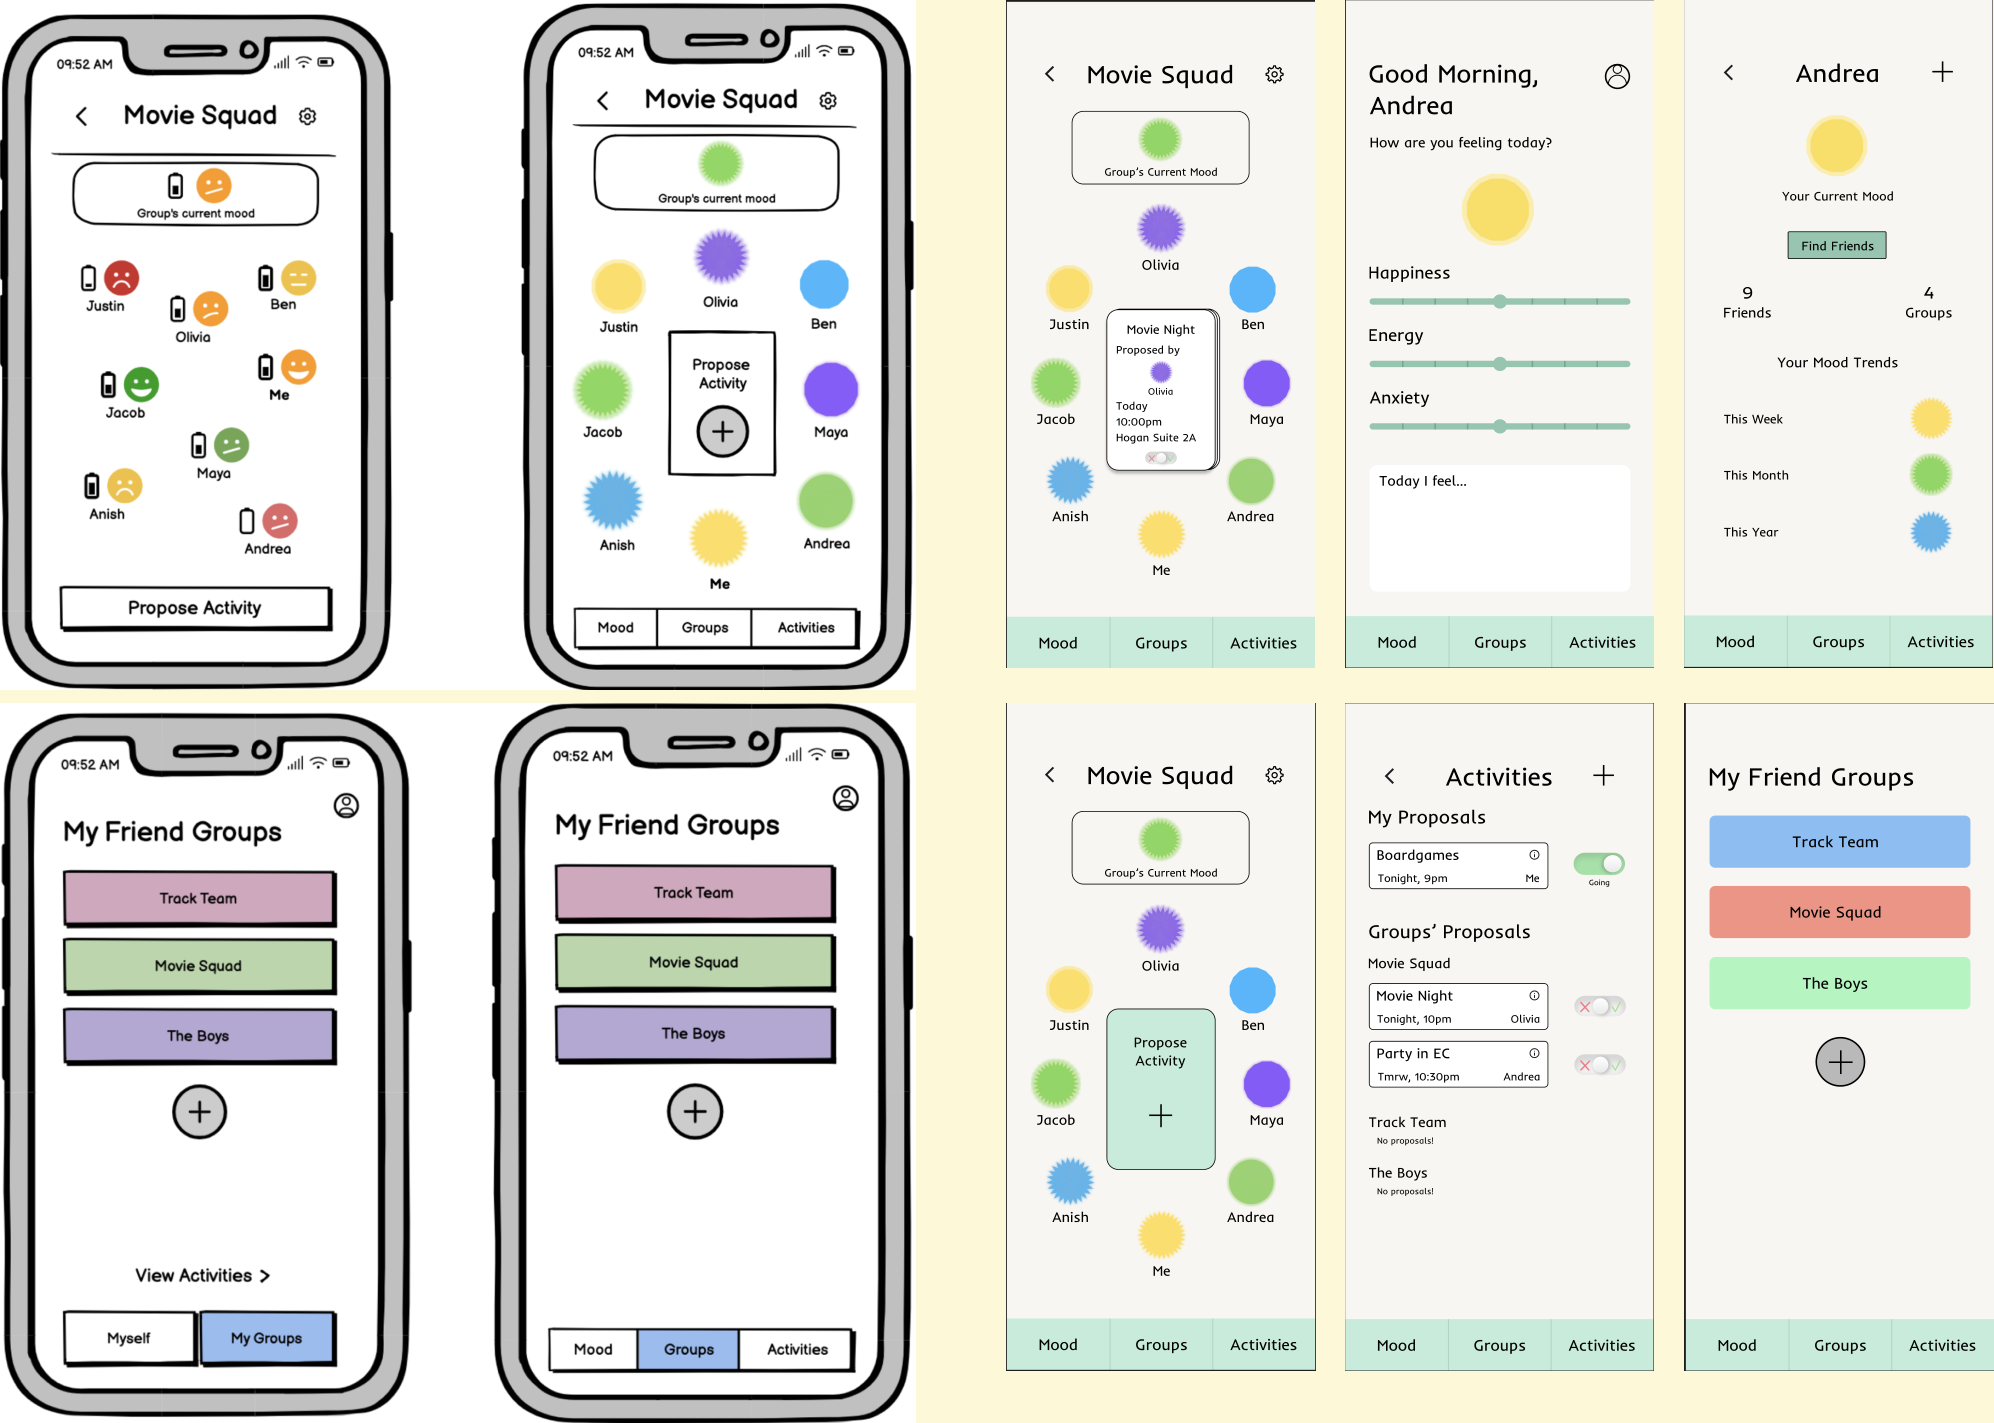 09:52 AM
Movie Squad
Group's current mood
Justin
Ben
Olivia
Me
Jacob
Maya
Anish
Andrea
Propose Activity
09:52 AM
Movie Squad
Group's current mood
Olivia
Justin
Ben
Propose
Activity
Jacob
Maya
Anish
Andrea
Me
Mood
Groups
Activities
Movie Squad
Group's Current Mood
Olivia
Justin
Ben
Movie Night
Proposed by
Olivia
Today
10:00pm
Hogan Suite 2A
Jacob
Maya
Anish
Andrea
Me
Mood
Groups
Activities
Good Morning,
Andrea
How are you feeling today?
Happiness
Energy
Anxiety
Today I feel...
Mood
Groups
Activities
Andrea
Your Current Mood
Find Friends
9
Friends
4
Groups
Your Mood Trends
This Week
This Month
This Year
Mood
Groups
Activities
09:52 AM
My Friend Groups
Track Team
Movie Squad
The Boys
View Activities >
Myself
My Groups
09:52 AM
My Friend Groups
Track Team
Movie Squad
The Boys
Mood
Groups
Activities
Movie Squad
Group's Current Mood
Olivia
Justin
Ben
Propose
Activity
Jacob
Maya
Anish
Andrea
Me
Mood
Groups
Activities
Activities
My Proposals
Boardgames
Tonight, 9pm
Me
Going
Groups' Proposals
Movie Squad
Movie Night
Tonight, 10pm
Olivia
Party in EC
Tmrw, 10:30pm
Andrea
Track Team
No proposals!
The Boys
No proposals!
Mood
Groups
Activities
My Friend Groups
Track Team
Movie Squad
The Boys
Mood
Groups
Activities